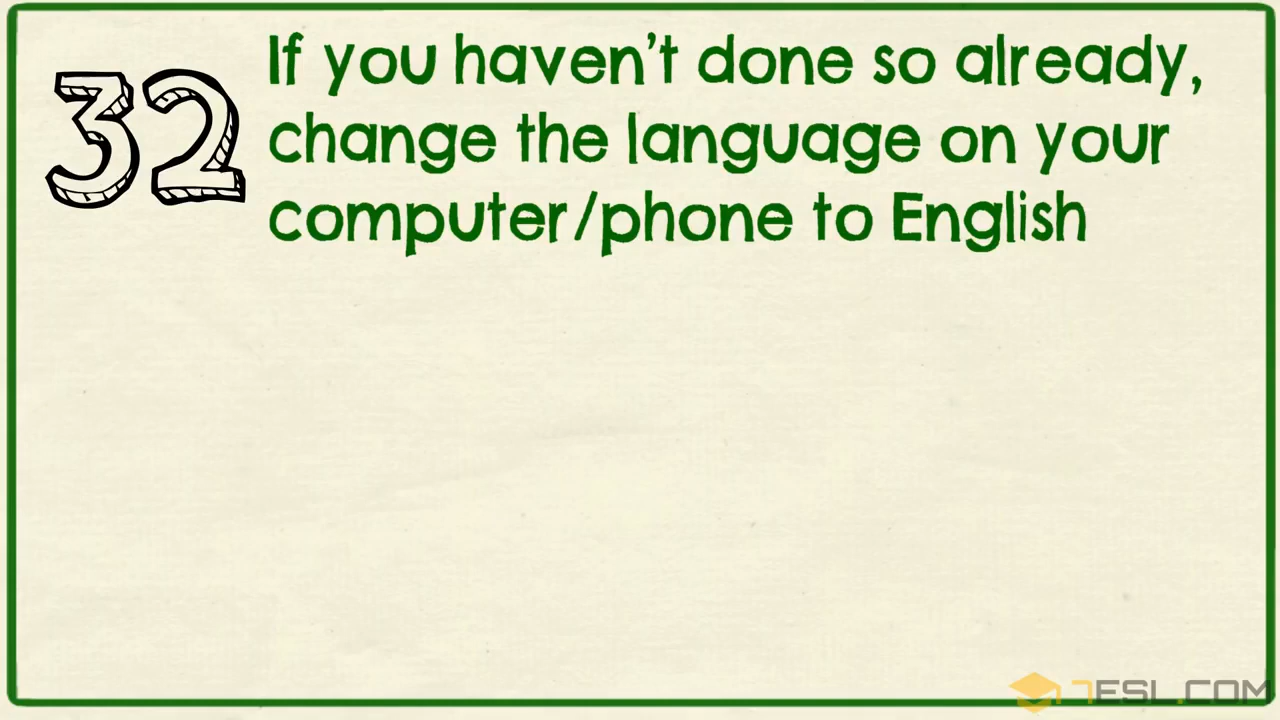 32
If you haven't done so already,
change the language on your
computer/phone to English
7ESL.COM